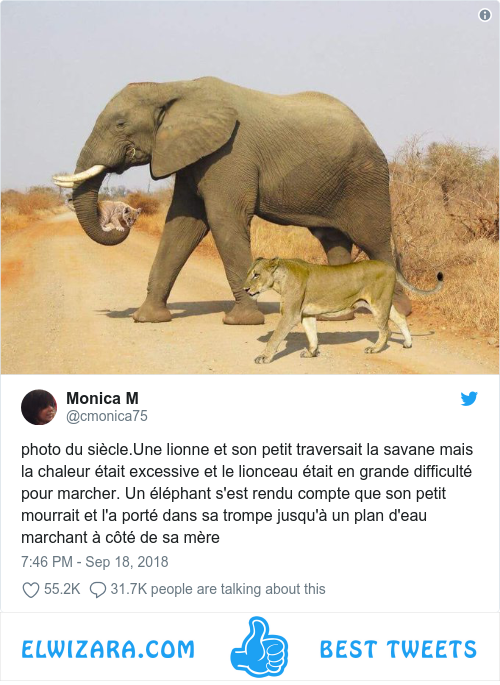 Monica M
@cmonica75
photo du siècle.Une lionne et son petit traversait la savane mais
la chaleur était excessive et le lionceau était en grande difficulté
pour marcher. Un éléphant s'est rendu compte que son petit
mourrait et l'a porté dans sa trompe jusqu'à un plan d'eau
marchant à côté de sa mère
7:46 PM - Sep 18, 2018
55.2K 31.7K people are talking about this
ELWIZARA.COM BEST TWEETS